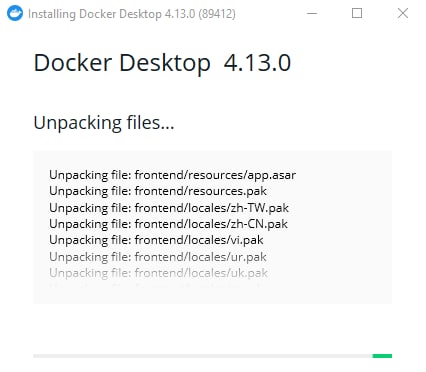 Installing Docker Desktop 4.13.0 (89412)
Docker Desktop 4.13.0
Unpacking files...
Unpacking file: frontend/resources/app.asar
Unpacking file: frontend/resources.pak
Unpacking file: frontend/locales/zh-TW.pak
Unpacking file: frontend/locales/zh-CN.pak
Unpacking file: frontend/locales/vi.pak
Unpacking file: frontend/locales/ur.pak
Unpacking file: frontend/locales/uk.pak